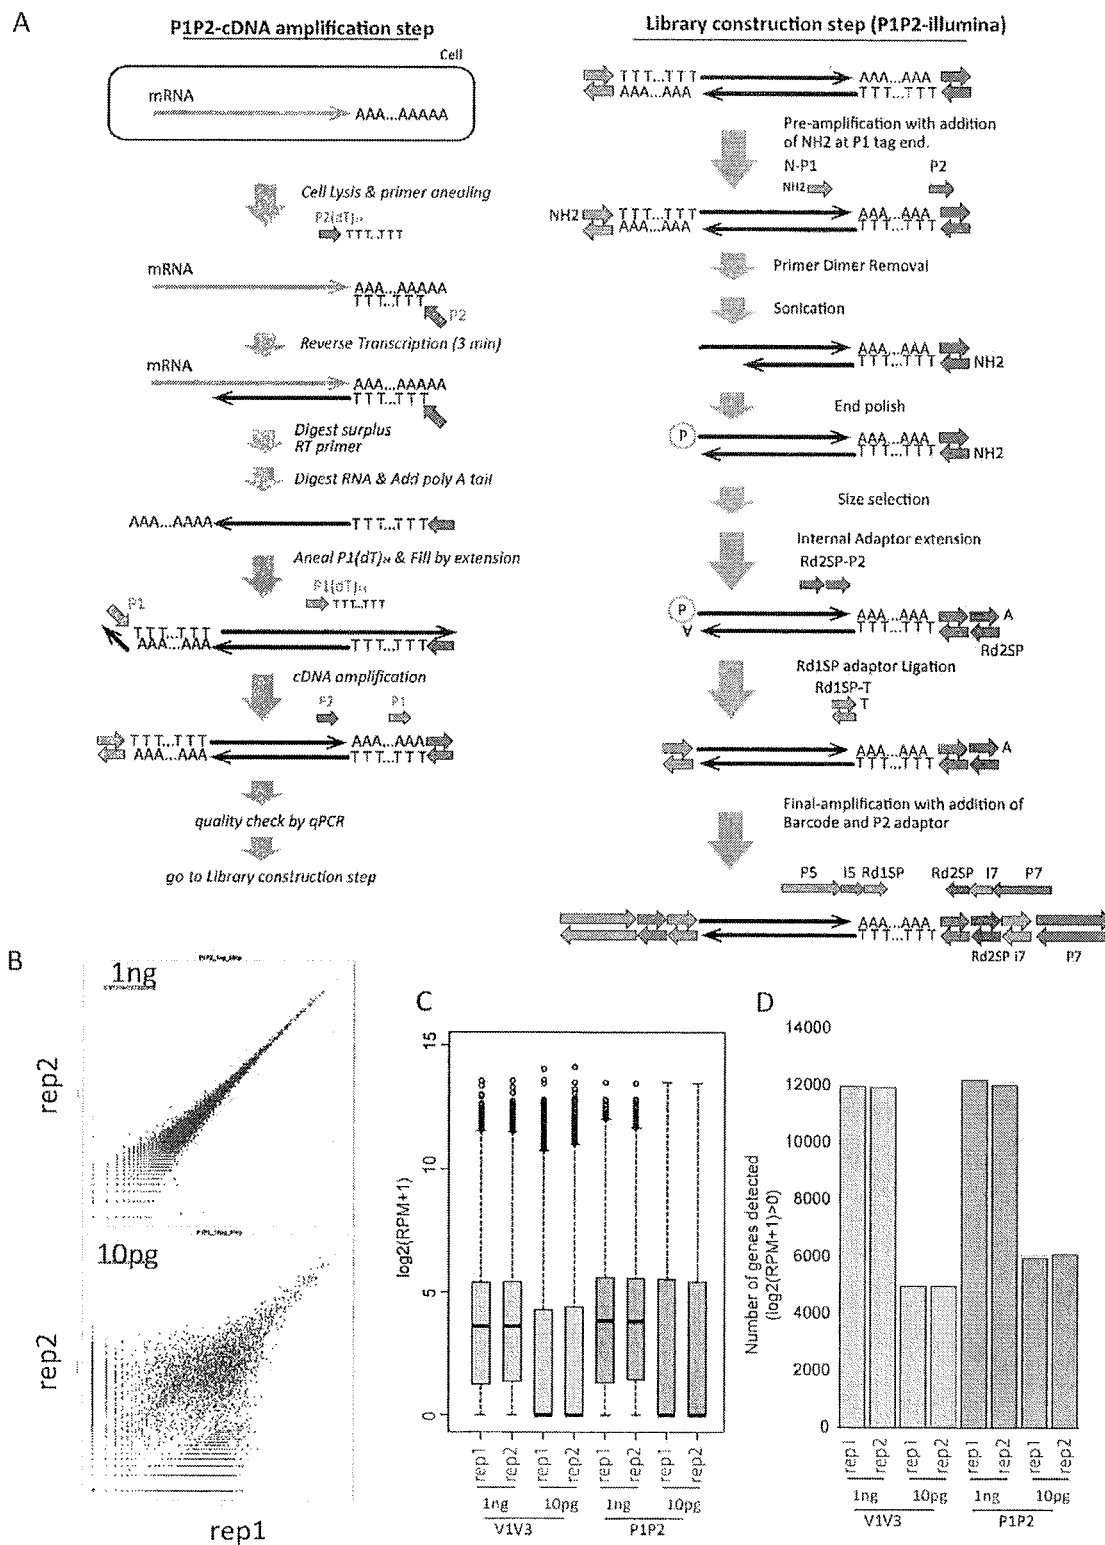 A
P1P2-cDNA amplification step
Cell
mRNA
AAA...AAAAA
Cell Lysis & primer anealing
P2(dT)₂₄
TTT...TTT
mRNA
AAA...AAAAA
TTT...TTT
P2
Reverse Transcription (3 min)
mRNA
AAA...AAAAA
TTT...TTT
Digest surplus
RT primer
Digest RNA & Add poly A tail
AAA...AAAA
TTT...TTT
Aneal P1(dT)₂₄ & Fill by extension
P1(dT)₂₄
TTT...TTT
P1
TTT...TTT
AAA...AAA
TTT...TTT
cDNA amplification
P2
P1
TTT...TTT
AAA...AAA
AAA...AAA
TTT...TTT
quality check by qPCR
go to Library construction step
Library construction step (P1P2-illumina)
TTT...TTT
AAA...AAA
AAA...AAA
TTT...TTT
Pre-amplification with addition
of NH2 at P1 tag end.
N-P1
P2
NH2
NH2
TTT...TTT
AAA...AAA
AAA...AAA
TTT...TTT
Primer Dimer Removal
Sonication
AAA...AAA
TTT...TTT
NH2
End polish
P
AAA...AAA
TTT...TTT
NH2
Size selection
Internal Adaptor extension
Rd2SP-P2
P
AAA...AAA
A
A
TTT...TTT
Rd2SP
Rd1SP adaptor Ligation
Rd1SP-T
T
AAA...AAA
A
TTT...TTT
Final-amplification with addition of
Barcode and P2 adaptor
P5 I5 Rd1SP
Rd2SP I7 P7
AAA...AAA
TTT...TTT
Rd2SP i7 P7
B
1ng
rep2
10pg
rep2
rep1
C
log2(RPM+1)
15
10
5
0
rep1
rep2
rep1
rep2
rep1
rep2
rep1
rep2
1ng
10pg
1ng
10pg
V1V3
P1P2
D
Number of genes detected
(log2(RPM+1)>0)
14000
12000
10000
8000
6000
4000
2000
0
rep1
rep2
rep1
rep2
rep1
rep2
rep1
rep2
1ng
10pg
1ng
10pg
V1V3
P1P2